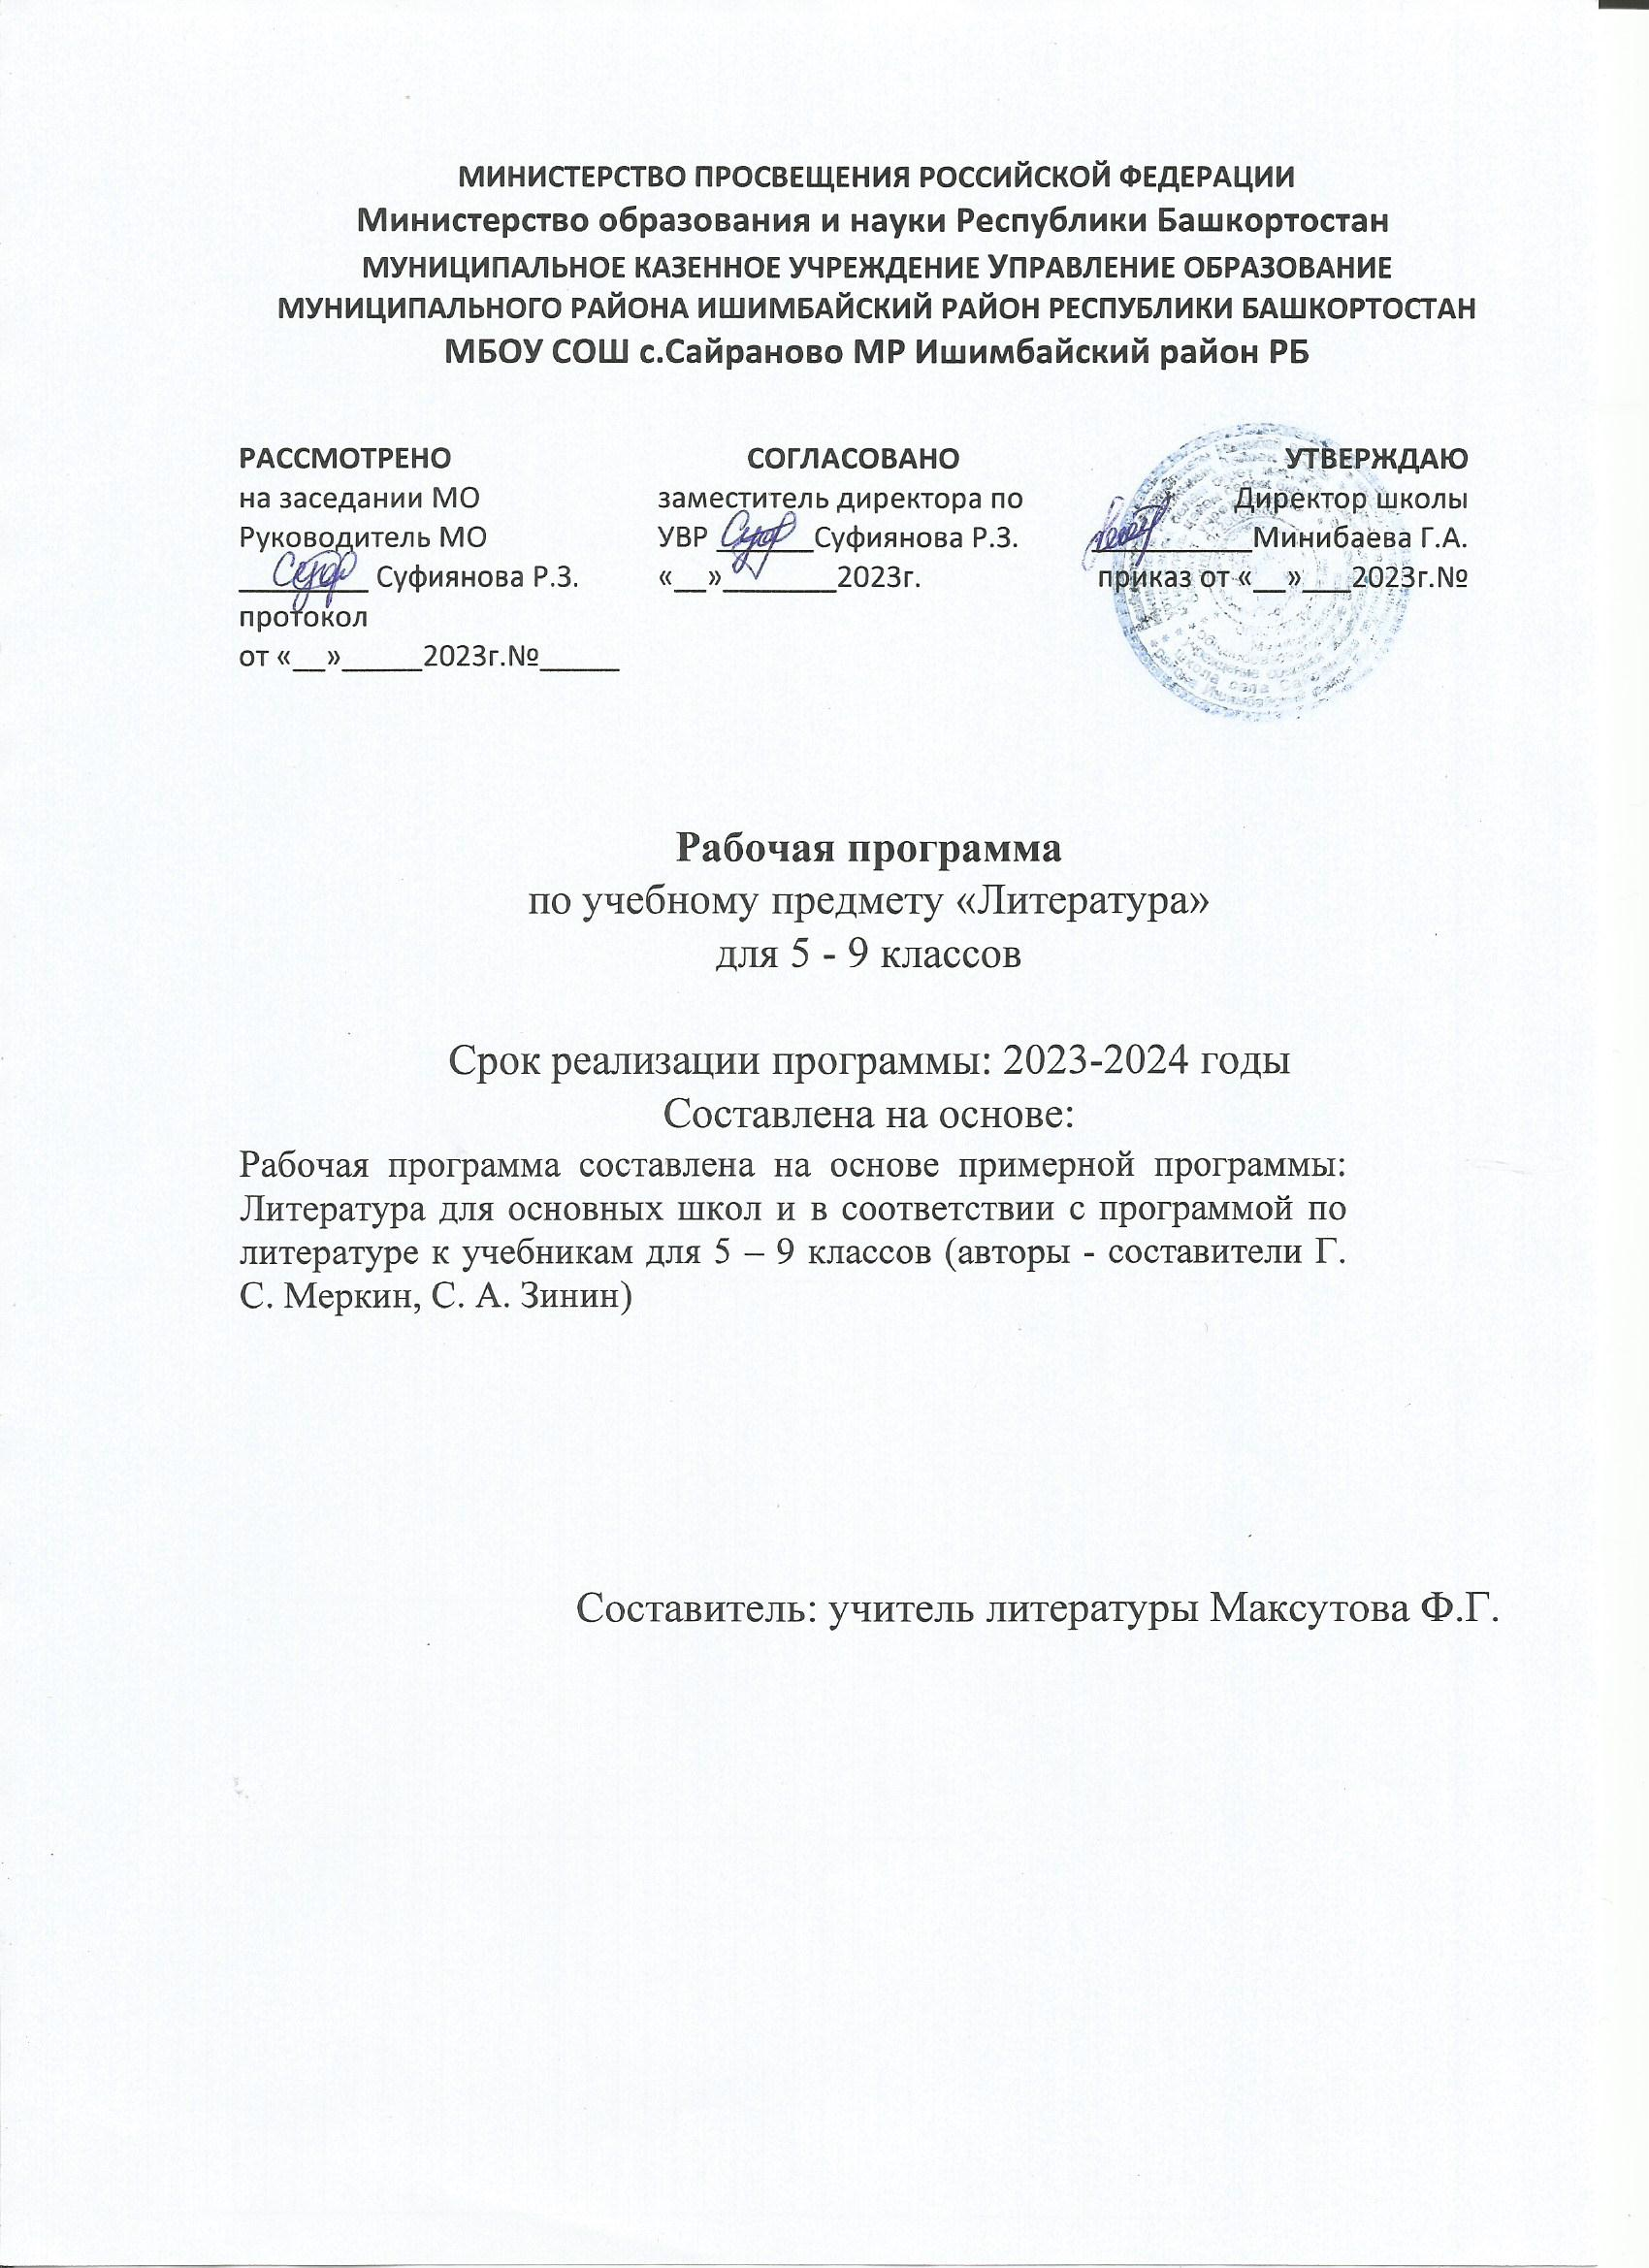 МИНИСТЕРСТВО ПРОСВЕЩЕНИЯ РОССИЙСКОЙ ФЕДЕРАЦИИ
Министерство образования и науки Республики Башкортостан
МУНИЦИПАЛЬНОЕ КАЗЕННОЕ УЧРЕЖДЕНИЕ УПРАВЛЕНИЕ ОБРАЗОВАНИЕ
МУНИЦИПАЛЬНОГО РАЙОНА ИШИМБАЙСКИЙ РАЙОН РЕСПУБЛИКИ БАШКОРТОСТАН
МБОУ СОШ с.Сайраново МР Ишимбайский район РБ
РАССМОТРЕНО
на заседании МО
Руководитель МО
________ Суфиянова Р.З.
протокол
от «__»_____2023г.№_____
СОГЛАСОВАНО
заместитель директора по
УВР ______Суфиянова Р.З.
«__»_______2023г.
УТВЕРЖДАЮ
Директор школы
__________Минибаева Г.А.
приказ от «__»___2023г.№
Рабочая программа
по учебному предмету «Литература»
для 5 - 9 классов
Срок реализации программы: 2023-2024 годы
Составлена на основе:
Рабочая программа составлена на основе примерной программы:
Литература для основных школ и в соответствии с программой по
литературе к учебникам для 5 – 9 классов (авторы - составители Г.
С. Меркин, С. А. Зинин)
Составитель: учитель литературы Максутова Ф.Г.